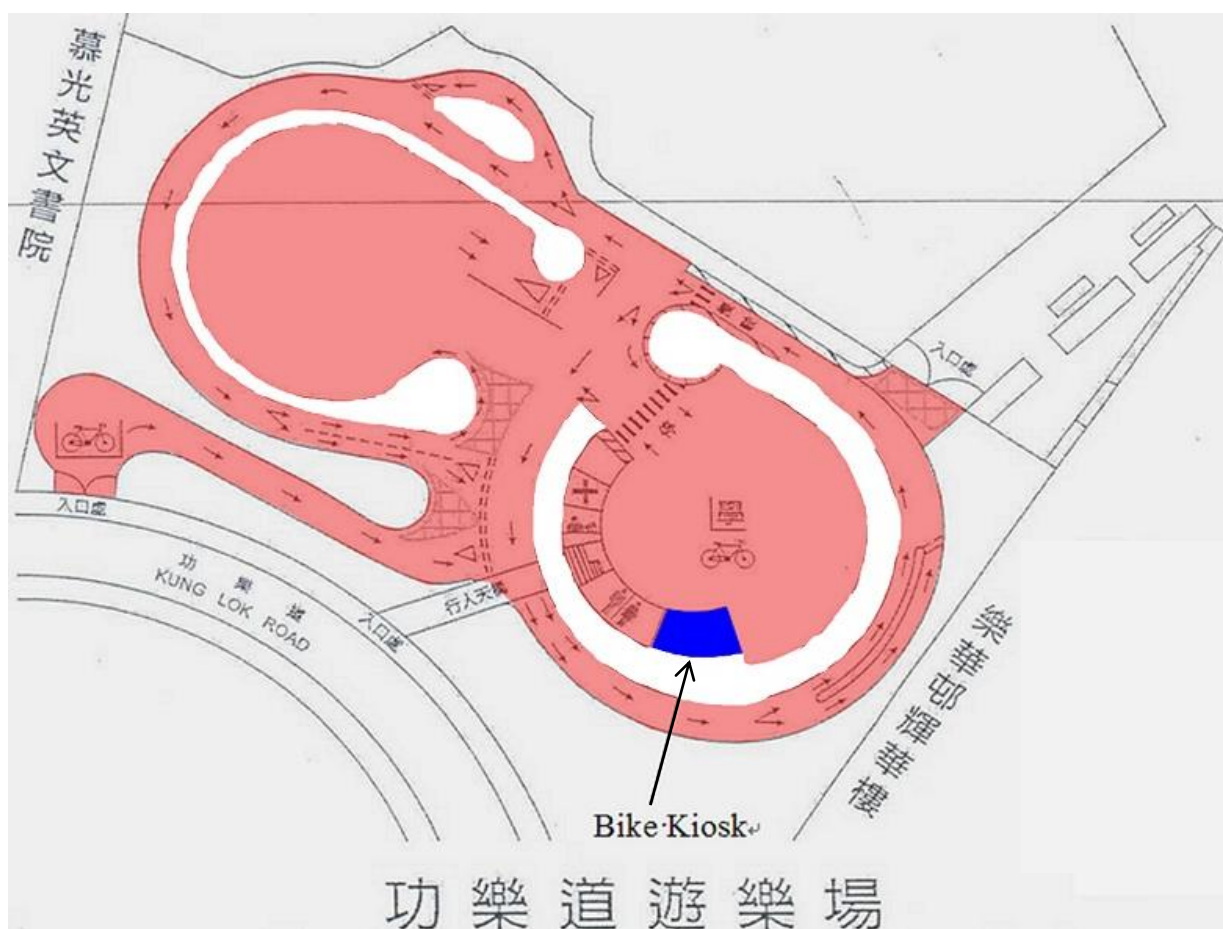 慕光英文書院
入口處
學
入口處
功樂道
KUNG LOK ROAD
行人天橋
入口處
樂華邨輝華樓
Bike·Kiosk↵
功樂道遊樂場